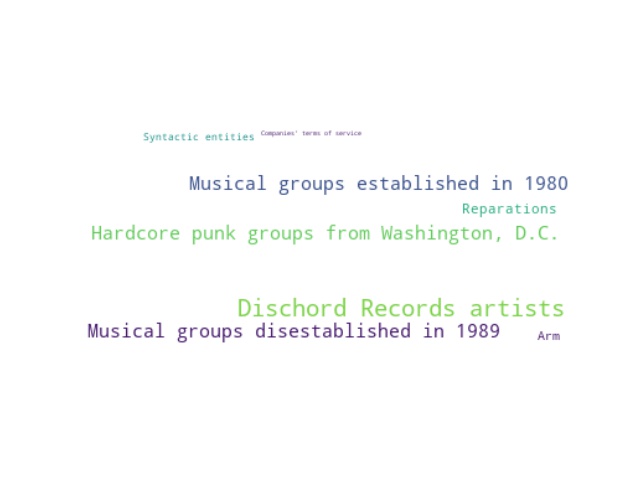 Syntactic entities
Companies' terms of service
Musical groups established in 1980
Reparations
Hardcore punk groups from Washington, D.C.
Dischord Records artists
Musical groups disestablished in 1989
Arm